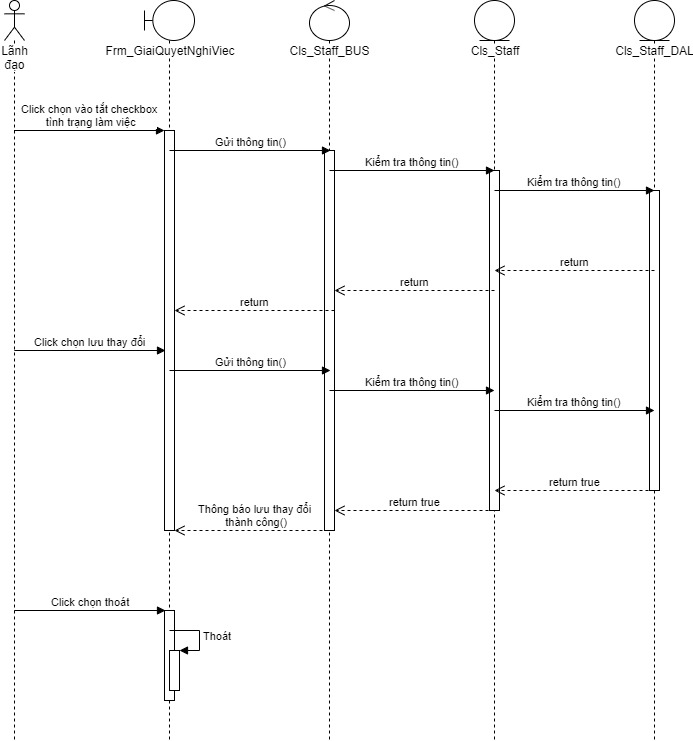 Lãnh
đạo
Frm_GiaiQuyetNghiViec
Cls_Staff_BUS
Cls_Staff
Cls_Staff_DAL
Click chọn vào tắt checkbox
tình trạng làm việc
Gửi thông tin()
Kiểm tra thông tin()
Kiểm tra thông tin()
return
return
return
Click chọn lưu thay đổi
Gửi thông tin()
Kiểm tra thông tin()
Kiểm tra thông tin()
return true
return true
Thông báo lưu thay đổi
thành công()
Click chọn thoát
Thoát